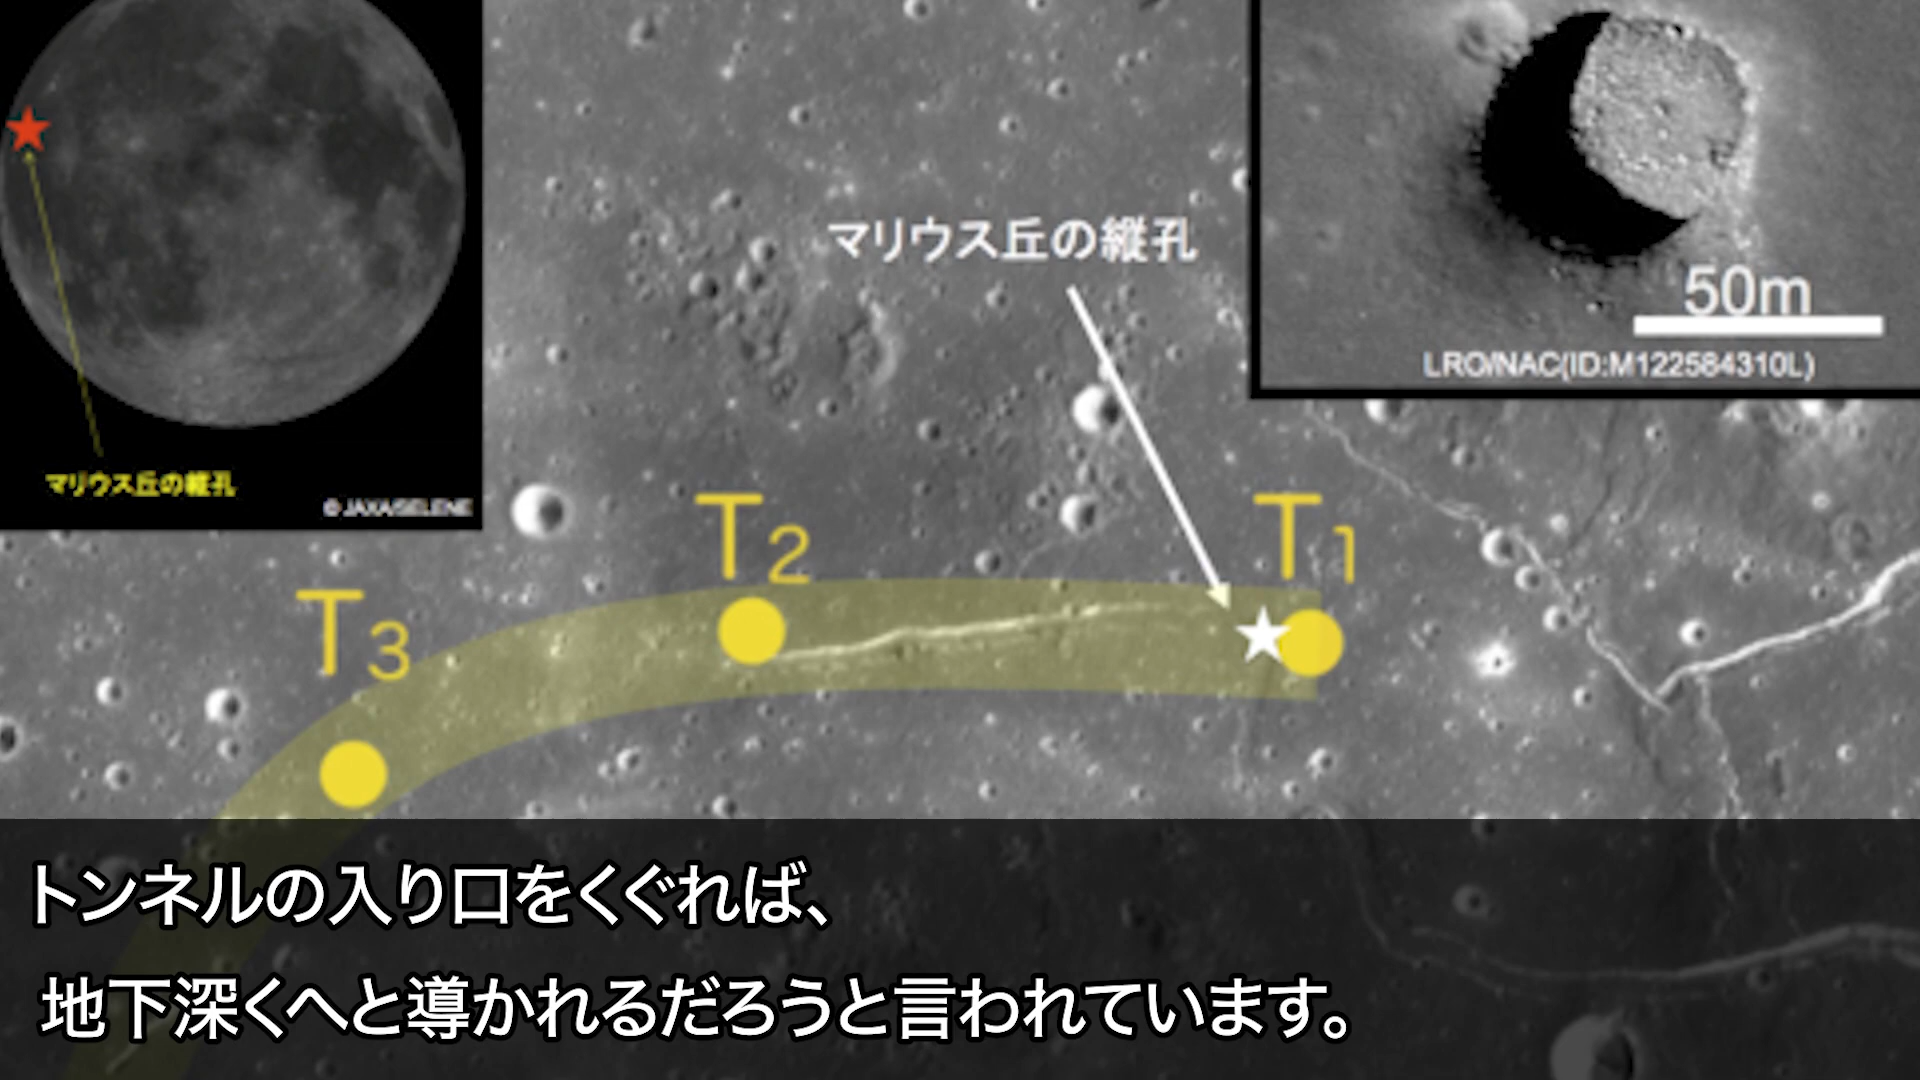 マリウス丘の縦孔
© JAXA/SELENE
マリウス丘の縦孔
50m
LRO/NAC(ID:M122584310L)
T1
T2
T3
トンネルの入り口をくぐれば、
地下深くへと導かれるだろうと言われています。